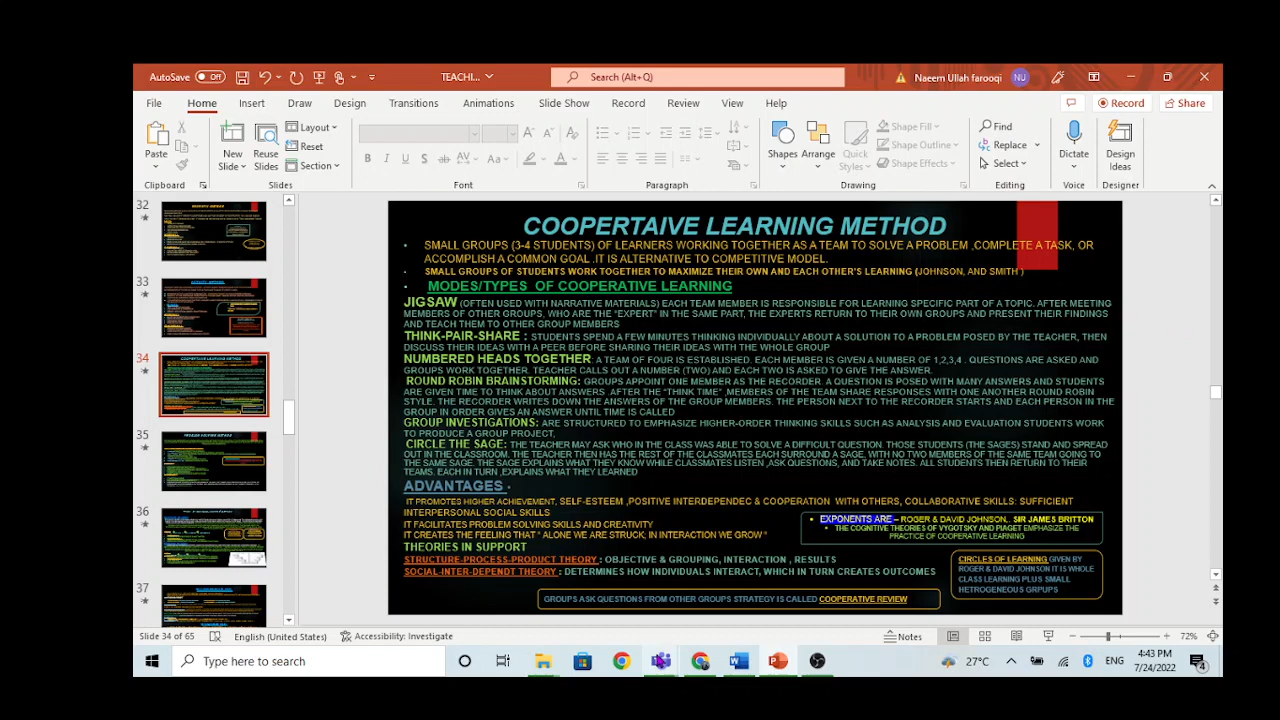 AutoSave Off TEACHI... Search (Alt+Q) Naeem Ullah farooqi NU
File Home Insert Draw Design Transitions Animations Slide Show Record Review View Help Record Share
Paste New Slide Reuse Slides Layout Reset Section Shapes Arrange Quick Styles Shape Fill Shape Outline Shape Effects Find Replace Select Dictate Design Ideas
Clipboard Slides Font Paragraph Drawing Editing Voice Designer
32
33
34
35
36
37
COOPERTAIVE LEARNING METHOD
• SMALL GROUPS (3-4 STUDENTS) OF LEARNERS WORKING TOGETHER AS A TEAM TO SOLVE A PROBLEM ,COMPLETE A TASK, OR
ACCOMPLISH A COMMON GOAL .IT IS ALTERNATIVE TO COMPETITIVE MODEL.
• SMALL GROUPS OF STUDENTS WORK TOGETHER TO MAXIMIZE THEIR OWN AND EACH OTHER'S LEARNING (JOHNSON, AND SMITH )
MODES/TYPES OF COOPERATIVE LEARNING
JIGSAW (OFTEN USED WITH NARRATIVE MATERIALS) EACH TEAM MEMBER IS RESPONSIBLE FOR LEARNING SPECIFIC PART OF A TOPIC. AFTER MEETING
MEMBERS OF OTHER GROUPS, WHO ARE THE "EXPERT" IN THE SAME PART, THE EXPERTS RETURN TO THEIR OWN GROUPS AND PRESENT THEIR FINDINGS
AND TEACH THEM TO OTHER GROUP MEMBERS
THINK-PAIR-SHARE : STUDENTS SPEND A FEW MINUTES THINKING INDIVIDUALLY ABOUT A SOLUTION TO A PROBLEM POSED BY THE TEACHER, THEN
DISCUSS THEIR IDEAS WITH A PEER BEFORE SHARING THEIR IDEAS WITH THE WHOLE GROUP
NUMBERED HEADS TOGETHER: A TEAM OF FOUR IS ESTABLISHED. EACH MEMBER IS GIVEN A NUMBER OF 1,2,3,4 . QUESTIONS ARE ASKED AND
GROUPS WORK TOGETHER. TEACHER CALLS OUT A NUMBER (TWO) AND EACH TWO IS ASKED TO GIVE THE ANSWER.
ROUND ROBIN BRAINSTORMING: GROUPS APPOINT ONE MEMBER AS THE RECORDER. A QUESTION IS POSED WITH MANY ANSWERS AND STUDENTS
ARE GIVEN TIME TO THINK ABOUT ANSWERS .AFTER THE "THINK TIME" ,MEMBERS OF THE TEAM SHARE RESPONSES WITH ONE ANOTHER ROUND ROBIN
STYLE. THE RECORDER WRITES DOWN THE ANSWERS OF THE GROUP MEMBERS. THE PERSON NEXT TO THE RECORDER STARTS AND EACH PERSON IN THE
GROUP IN ORDER GIVES AN ANSWER UNTIL TIME IS CALLED
GROUP INVESTIGATIONS: ARE STRUCTURED TO EMPHASIZE HIGHER-ORDER THINKING SKILLS SUCH AS ANALYSIS AND EVALUATION STUDENTS WORK
TO PRODUCE A GROUP PROJECT,
CIRCLE THE SAGE: THE TEACHER MAY ASK WHO IN THE CLASS WAS ABLE TO SOLVE A DIFFICULT QUESTION. THOSE STUDENTS (THE SAGES) STAND AND SPREAD
OUT IN THE CLASSROOM. THE TEACHER THEN HAS THE REST OF THE CLASSMATES EACH SURROUND A SAGE, WITH NO TWO MEMBERS OF THE SAME TEAM GOING TO
THE SAME SAGE. THE SAGE EXPLAINS WHAT THEY KNOW WHILE CLASSMATES LISTEN ,ASK QUESTIONS, AND TAKE NOTES. ALL STUDENTS THEN RETURN TO THEIR
TEAMS. EACH IN TURN ,EXPLAINS WHAT THEY LEARNED
ADVANTAGES .
IT PROMOTES HIGHER ACHIEVEMENT, SELF-ESTEEM ,POSITIVE INTERDEPENDEC & COOPERATION WITH OTHERS, COLLABORATIVE SKILLS: SUFFICIENT
INTERPERSONAL SOCIAL SKILLS
IT FACILITATES PROBLEM SOLVING SKILLS AND CREATIVITY
IT CREATES THE FEELING THAT " ALONE WE ARE STRUCK, IN INTERACTION WE GROW "
THEORIES IN SUPPORT
STRUCTURE-PROCESS-PRODUCT THEORY : OBJECTIVE & GROUPING, INTERACTION , RESULTS
SOCIAL-INTER-DEPENDT THEORY : DETERMINES HOW INDIVIDUALS INTERACT, WHICH IN TURN CREATES OUTCOMES
• EXPONENTS ARE – ROGER & DAVID JOHNSON,. SIR JAMES BRITTON
• THE COGNITIVE THEORIES OF VYGOTSKY AND PIAGET EMPHASIZE THE
PRACTICE OF COOPERATIVE LEARNING
CIRCLES OF LEARNING GIVEN BY
ROGER & DAVID JOHNSON IT IS WHOLE
CLASS LEARNING PLUS SMALL
HETROGENEOUS GRPUPS
GROUPS ASK QUESTION S FROM OTHER GROUPS STRATEGY IS CALLED COOPERATIVE REVIEW
Slide 34 of 65 English (United States) Accessibility: Investigate Notes 72%
Type here to search 27°C ENG 4:43 PM
7/24/2022 4